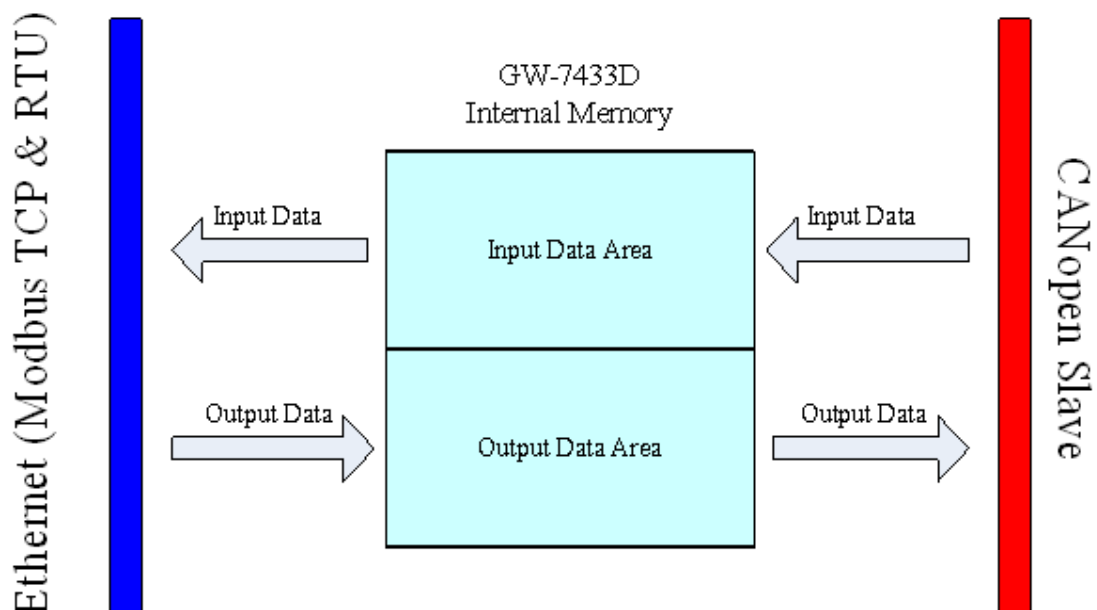 Ethernet (Modbus TCP & RTU)
GW-7433D
Internal Memory
Input Data
Input Data Area
Input Data
Output Data
Output Data Area
Output Data
CANopen Slave